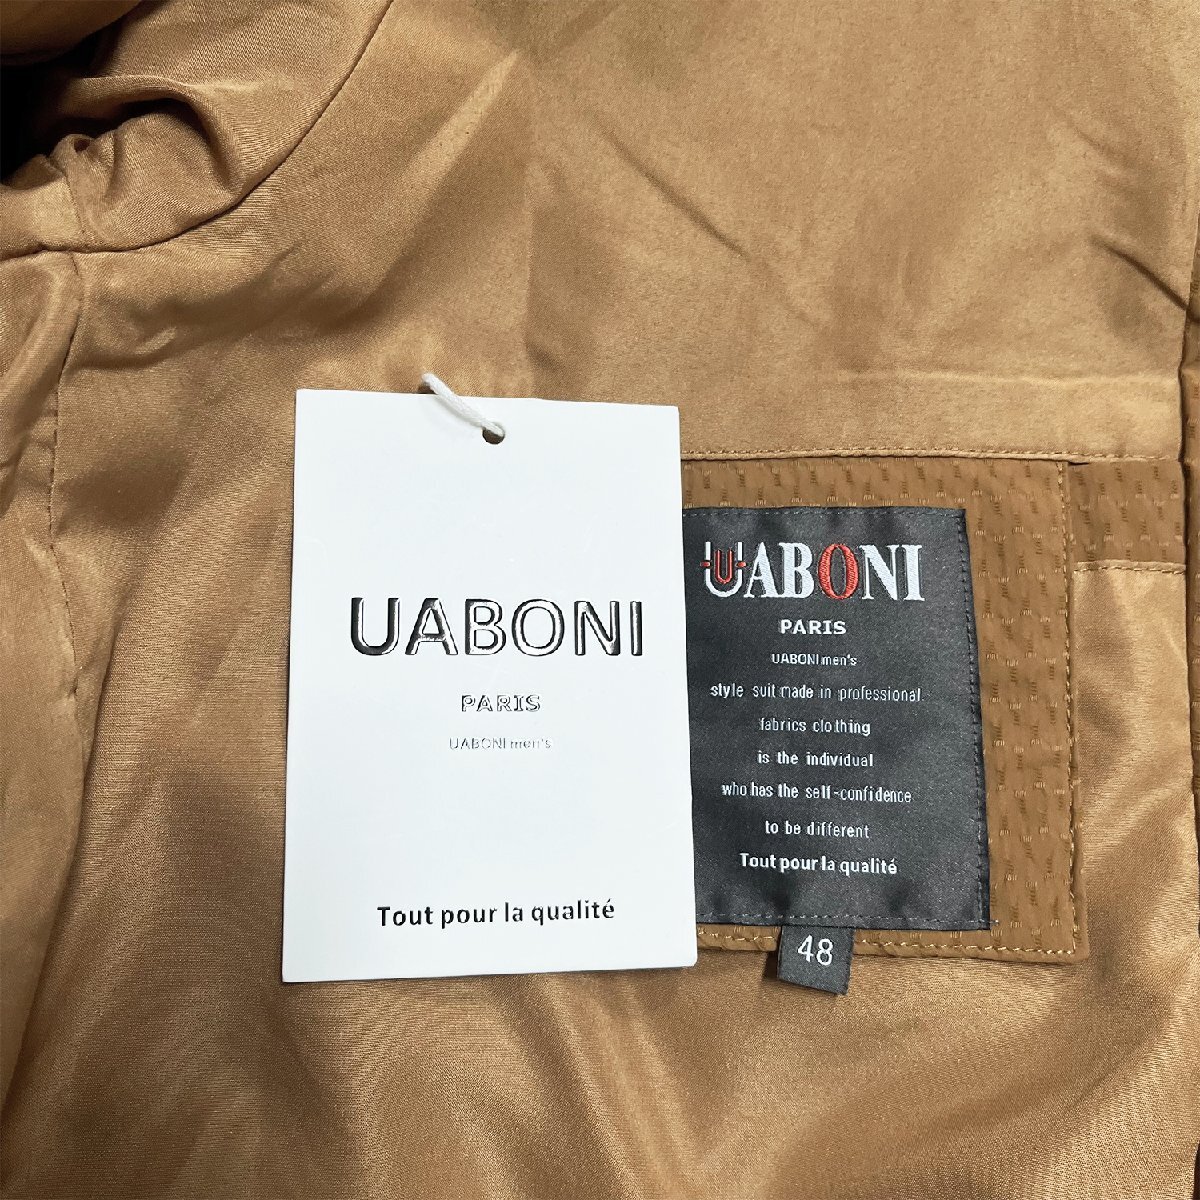 UABONI
PARIS
UABONI men's
Tout pour la qualité
UABONI
PARIS
UABONI men's
style suit made in professional
fabrics clothing
is the individual
who has the self-confidence
to be different
Tout pour la qualité
48